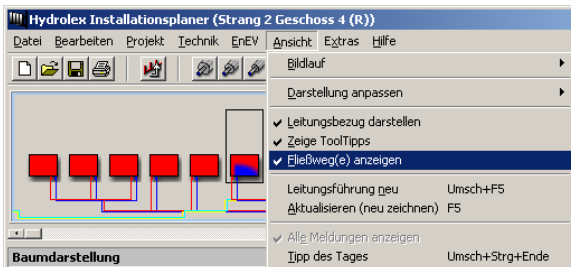 Hydrolex Installationsplaner (Strang 2 Geschoss 4 (R))
Datei Bearbeiten Projekt Technik EnEV Ansicht Extras Hilfe
Bildlauf
Darstellung anpassen
Leitungsbezug darstellen
Zeige ToolTipps
Fließweg(e) anzeigen
Leitungsführung neu Umsch+F5
Aktualisieren (neu zeichnen) F5
Alle Meldungen anzeigen
Tipp des Tages Umsch+Strg+Ende
Baumdarstellung